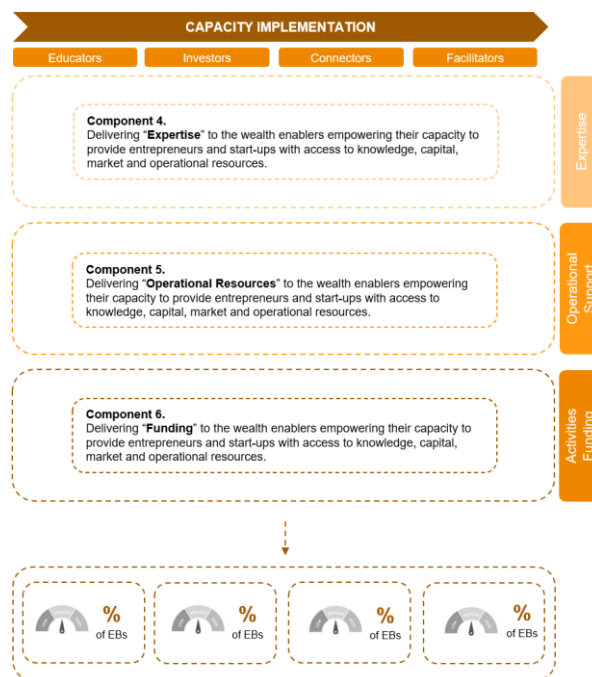 CAPACITY IMPLEMENTATION
Educators
Investors
Connectors
Facilitators
Component 4.
Delivering “Expertise” to the wealth enablers empowering their capacity to
provide entrepreneurs and start-ups with access to knowledge, capital,
market and operational resources.
Expertise
Component 5.
Delivering “Operational Resources” to the wealth enablers empowering
their capacity to provide entrepreneurs and start-ups with access to
knowledge, capital, market and operational resources.
Operational
Support
Component 6.
Delivering “Funding” to the wealth enablers empowering their capacity to
provide entrepreneurs and start-ups with access to knowledge, capital,
market and operational resources.
Activities
Funding
%
of EBs
%
of EBs
%
of EBs
%
of EBs